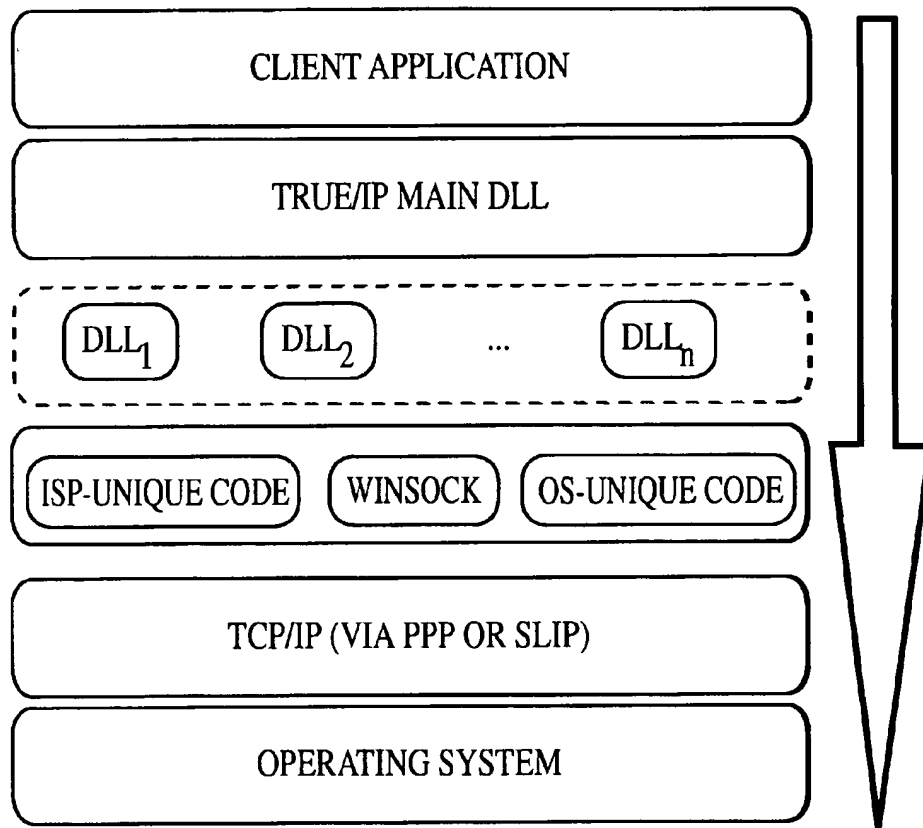 CLIENT APPLICATION
TRUE/IP MAIN DLL
DLL1 DLL2 ... DLLn
ISP-UNIQUE CODE WINSOCK OS-UNIQUE CODE
TCP/IP (VIA PPP OR SLIP)
OPERATING SYSTEM